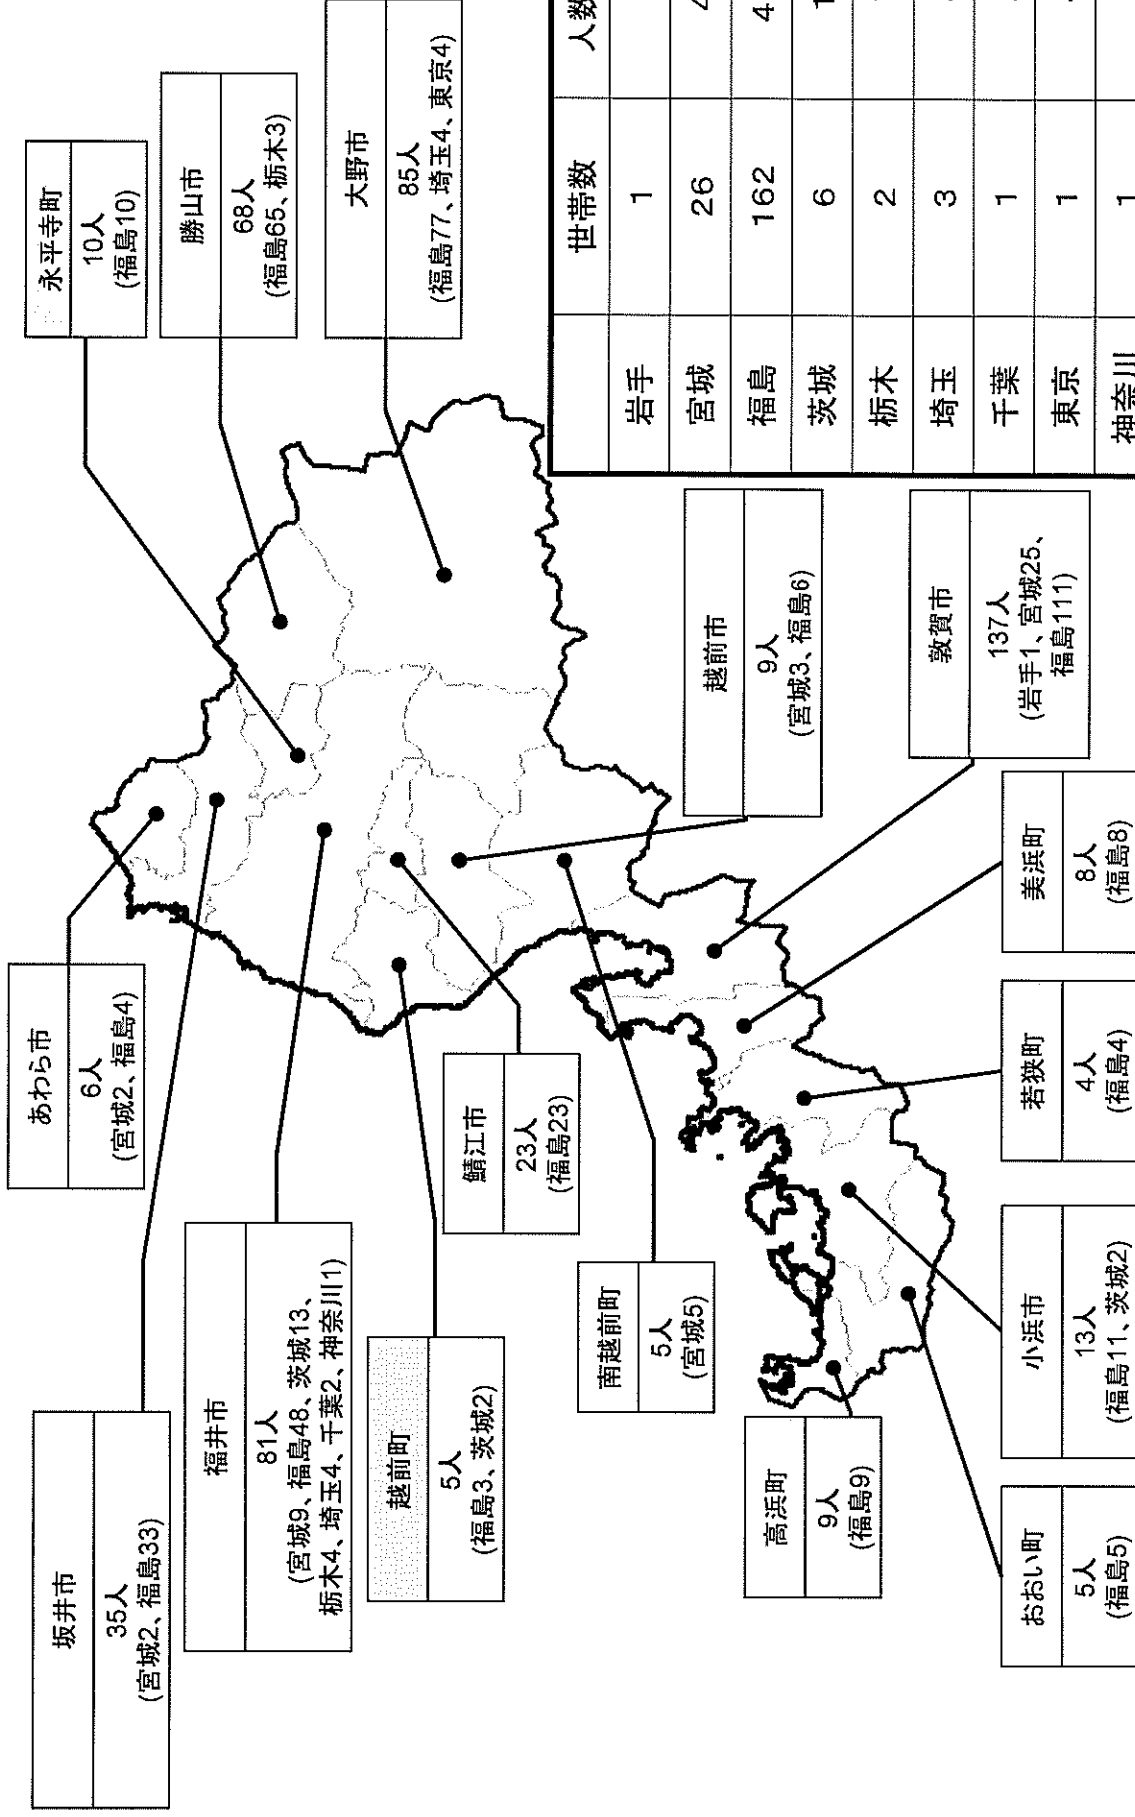 永平寺町
10人
(福島10)
勝山市
68人
(福島65、栃木3)
大野市
85人
(福島77、埼玉4、東京4)
あわら市
6人
(宮城2、福島4)
坂井市
35人
(宮城2、福島33)
福井市
81人
(宮城9、福島48、茨城13、
栃木4、埼玉4、千葉2、神奈川1)
越前町
5人
(福島3、茨城2)
鯖江市
23人
(福島23)
南越前町
5人
(宮城5)
越前市
9人
(宮城3、福島6)
敦賀市
137人
(岩手1、宮城25、
福島111)
高浜町
9人
(福島9)
おおい町
5人
(福島5)
小浜市
13人
(福島11、茨城2)
若狭町
4人
(福島4)
美浜町
8人
(福島8)
世帯数 人数
岩手 1
宮城 26 4
福島 162 4
茨城 6 1
栃木 2
埼玉 3
千葉 1
東京 1
神奈川 1